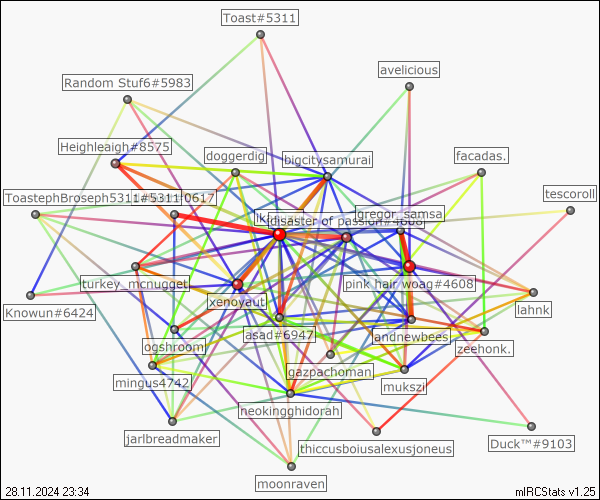 Toast#5311
avelicious
Random Stuf6#5983
Heighleaigh#8575
doggerdig
bigcitysamurai
facadas.
ToastephBroseph5311#5311
0617
tescoroll
gregor_samsa
disaster of passion#4608
turkey_mcnugget
pink hair woag#4608
xenoyaut
lahnk
Knowun#6424
asad#6947
andnewbees
ogshroom
zeehonk.
gazpachoman
mingus4742
mukszi
neokingghidorah
jarlbreadmaker
thiccusboiusalexusjoneus
Duck™#9103
moonraven
28.11.2024 23:34
mIRCStats v1.25